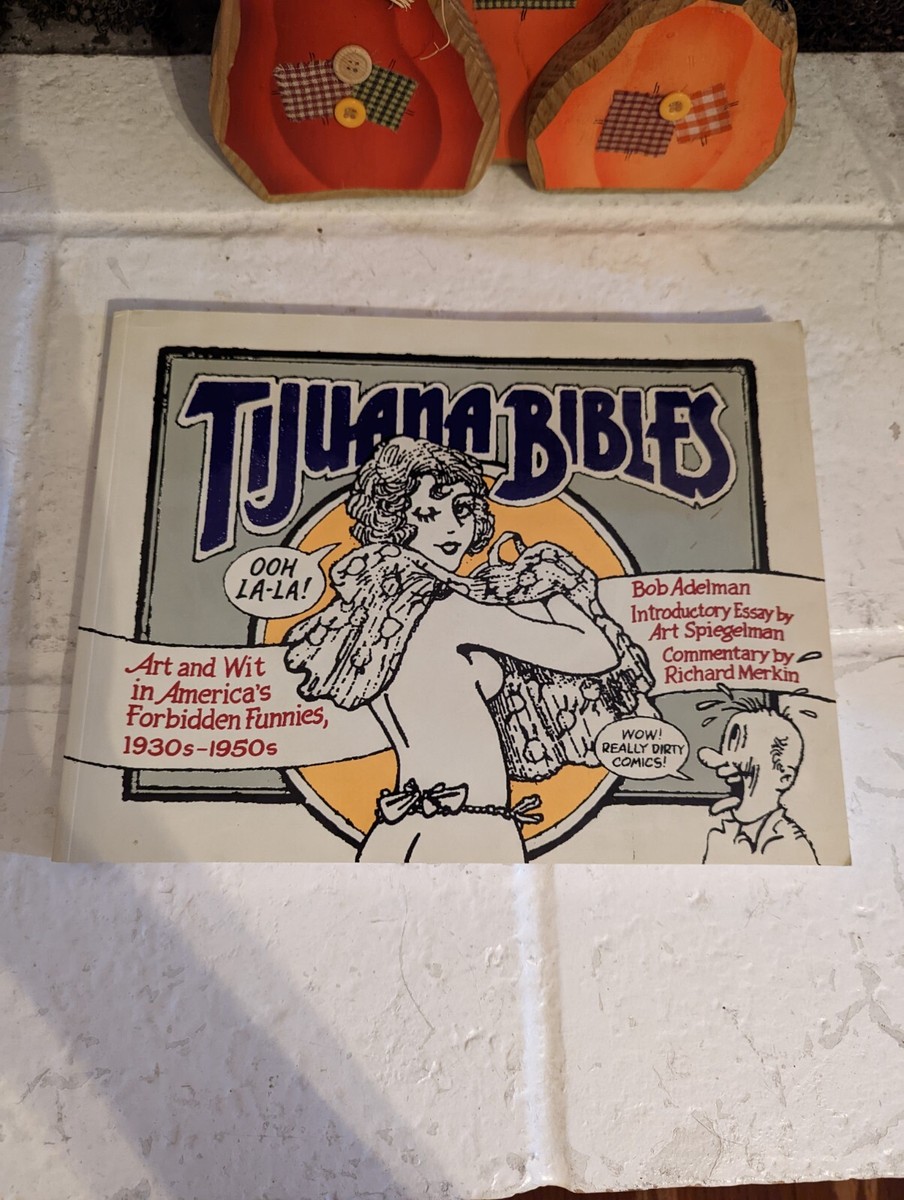 TIJUANA BIBLES
OOH
LA-LA!
Art and Wit
in America's
Forbidden Funnies,
1930s–1950s
Bob Adelman
Introductory Essay by
Art Spiegelman
Commentary by
Richard Merkin
WOW!
REALLY DIRTY
COMICS!